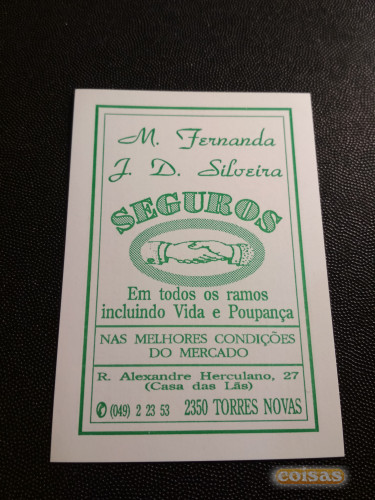 M. Fernanda
J. D. Silveira
SEGUROS
Em todos os ramos
incluindo Vida e Poupança
NAS MELHORES CONDIÇÕES
DO MERCADO
R. Alexandre Herculano, 27
(Casa das Lãs)
✆ (049) 2 23 53 2350 TORRES NOVAS
coisas